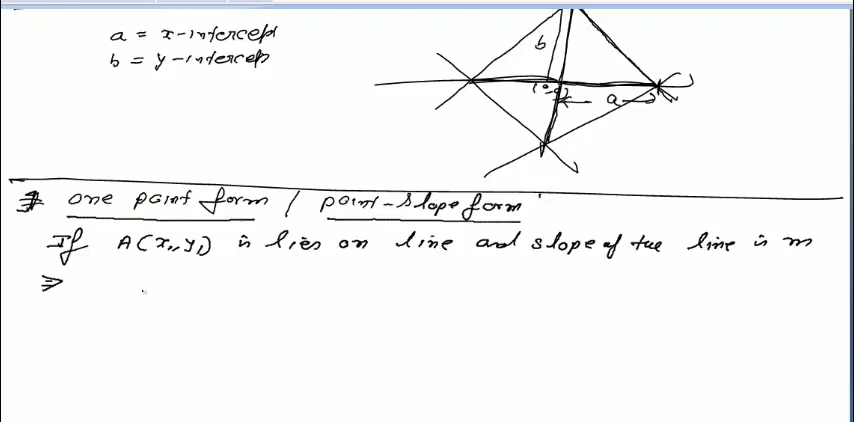 a = x-intercept
b = y-intercep
b
(0,0)
a
⇒ one point form / point-slope form
If A(x₁, y₁) is lies on line and slope of the line is m
⇒